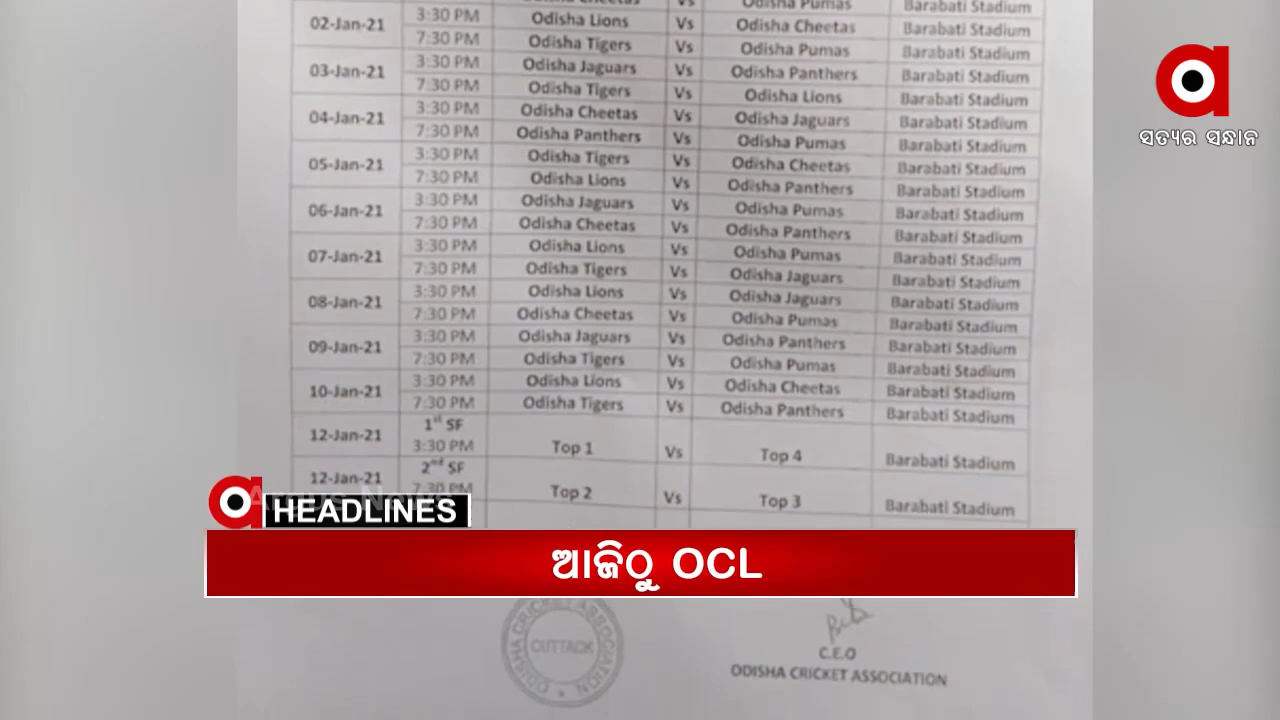 Odisha Cheetas Vs Odisha Pumas Barabati Stadium
02-Jan-21 3:30 PM Odisha Lions Vs Odisha Cheetas Barabati Stadium
7:30 PM Odisha Tigers Vs Odisha Pumas Barabati Stadium
03-Jan-21 3:30 PM Odisha Jaguars Vs Odisha Panthers Barabati Stadium
7:30 PM Odisha Tigers Vs Odisha Lions Barabati Stadium
04-Jan-21 3:30 PM Odisha Cheetas Vs Odisha Jaguars Barabati Stadium
7:30 PM Odisha Panthers Vs Odisha Pumas Barabati Stadium
05-Jan-21 3:30 PM Odisha Tigers Vs Odisha Cheetas Barabati Stadium
7:30 PM Odisha Lions Vs Odisha Panthers Barabati Stadium
06-Jan-21 3:30 PM Odisha Jaguars Vs Odisha Pumas Barabati Stadium
7:30 PM Odisha Cheetas Vs Odisha Panthers Barabati Stadium
07-Jan-21 3:30 PM Odisha Lions Vs Odisha Pumas Barabati Stadium
7:30 PM Odisha Tigers Vs Odisha Jaguars Barabati Stadium
08-Jan-21 3:30 PM Odisha Lions Vs Odisha Jaguars Barabati Stadium
7:30 PM Odisha Cheetas Vs Odisha Pumas Barabati Stadium
09-Jan-21 3:30 PM Odisha Jaguars Vs Odisha Panthers Barabati Stadium
7:30 PM Odisha Tigers Vs Odisha Pumas Barabati Stadium
10-Jan-21 3:30 PM Odisha Lions Vs Odisha Cheetas Barabati Stadium
7:30 PM Odisha Tigers Vs Odisha Panthers Barabati Stadium
12-Jan-21 1st SF
3:30 PM Top 1 Vs Top 4 Barabati Stadium
12-Jan-21 2nd SF
7:30 PM Top 2 Vs Top 3 Barabati Stadium
ସତ୍ୟର ସନ୍ଧାନ
HEADLINES
ଆଜିଠୁ OCL
ODISHA CRICKET ASSOCIATION
CUTTACK
C.E.O
ODISHA CRICKET ASSOCIATION